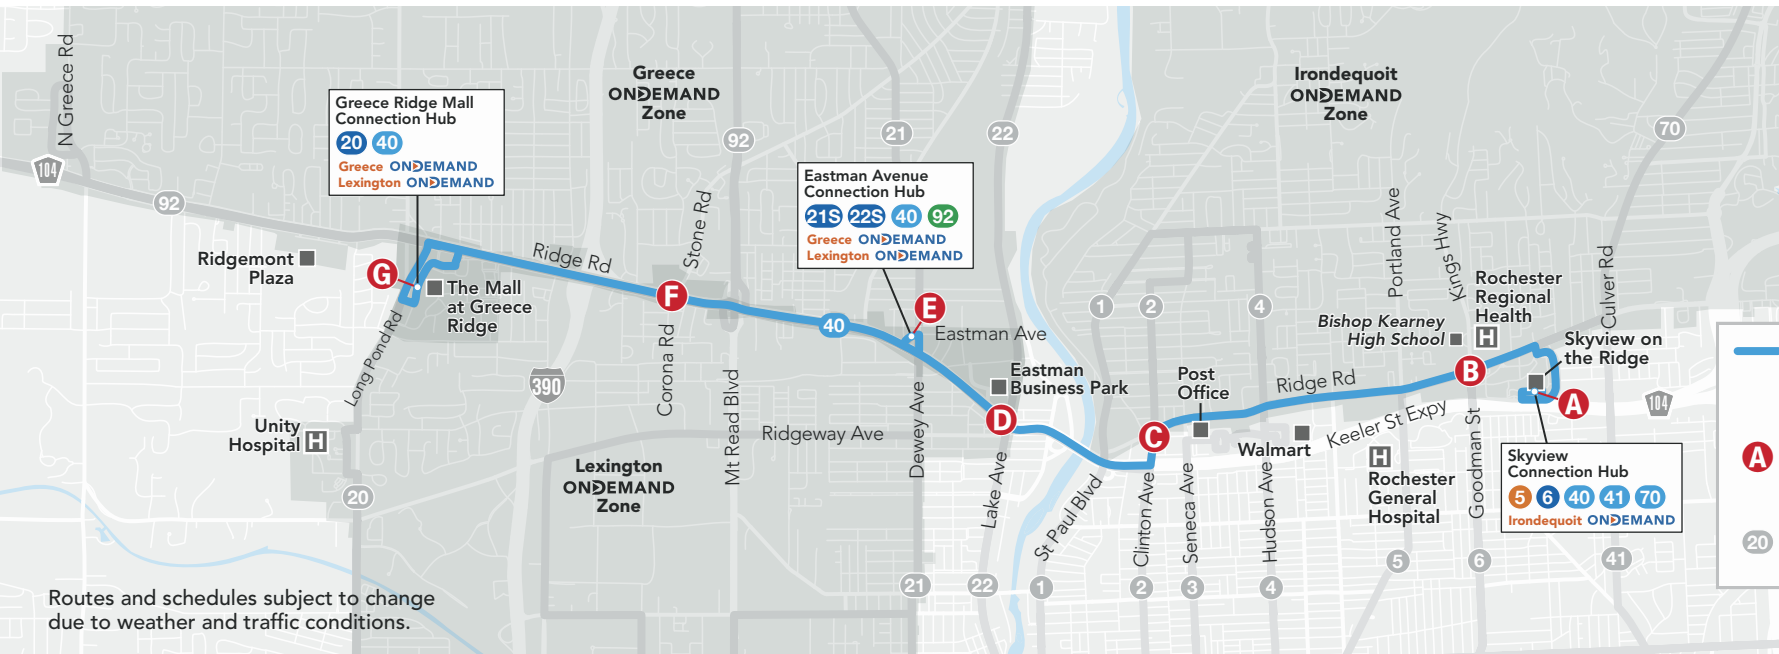 N Greece Rd
104
92
Greece Ridge Mall
Connection Hub
20 40
Greece ONDEMAND
Lexington ONDEMAND
Greece
ONDEMAND
Zone
92
21
22
Eastman Avenue
Connection Hub
21S 22S 40 92
Greece ONDEMAND
Lexington ONDEMAND
Irondequoit
ONDEMAND
Zone
70
Ridgemont
Plaza
G
The Mall
at Greece
Ridge
Long Pond Rd
Ridge Rd
Stone Rd
F
Corona Rd
390
Mt Read Blvd
40
E
Eastman Ave
Eastman
Business Park
Dewey Ave
D
Ridgeway Ave
Lake Ave
Unity
Hospital H
20
Lexington
ONDEMAND
Zone
21
22
1
2
4
St Paul Blvd
C
Clinton Ave
Post
Office
Seneca Ave
Walmart
Hudson Ave
Ridge Rd
Keeler St Expy
Portland Ave
Kings Hwy
Bishop Kearney
High School
Rochester
Regional
Health
H
B
Culver Rd
Skyview on
the Ridge
A
104
Goodman St
H
Rochester
General
Hospital
Skyview
Connection Hub
5 6 40 41 70
Irondequoit ONDEMAND
1
2
3
4
5
6
41
A
20
Routes and schedules subject to change
due to weather and traffic conditions.